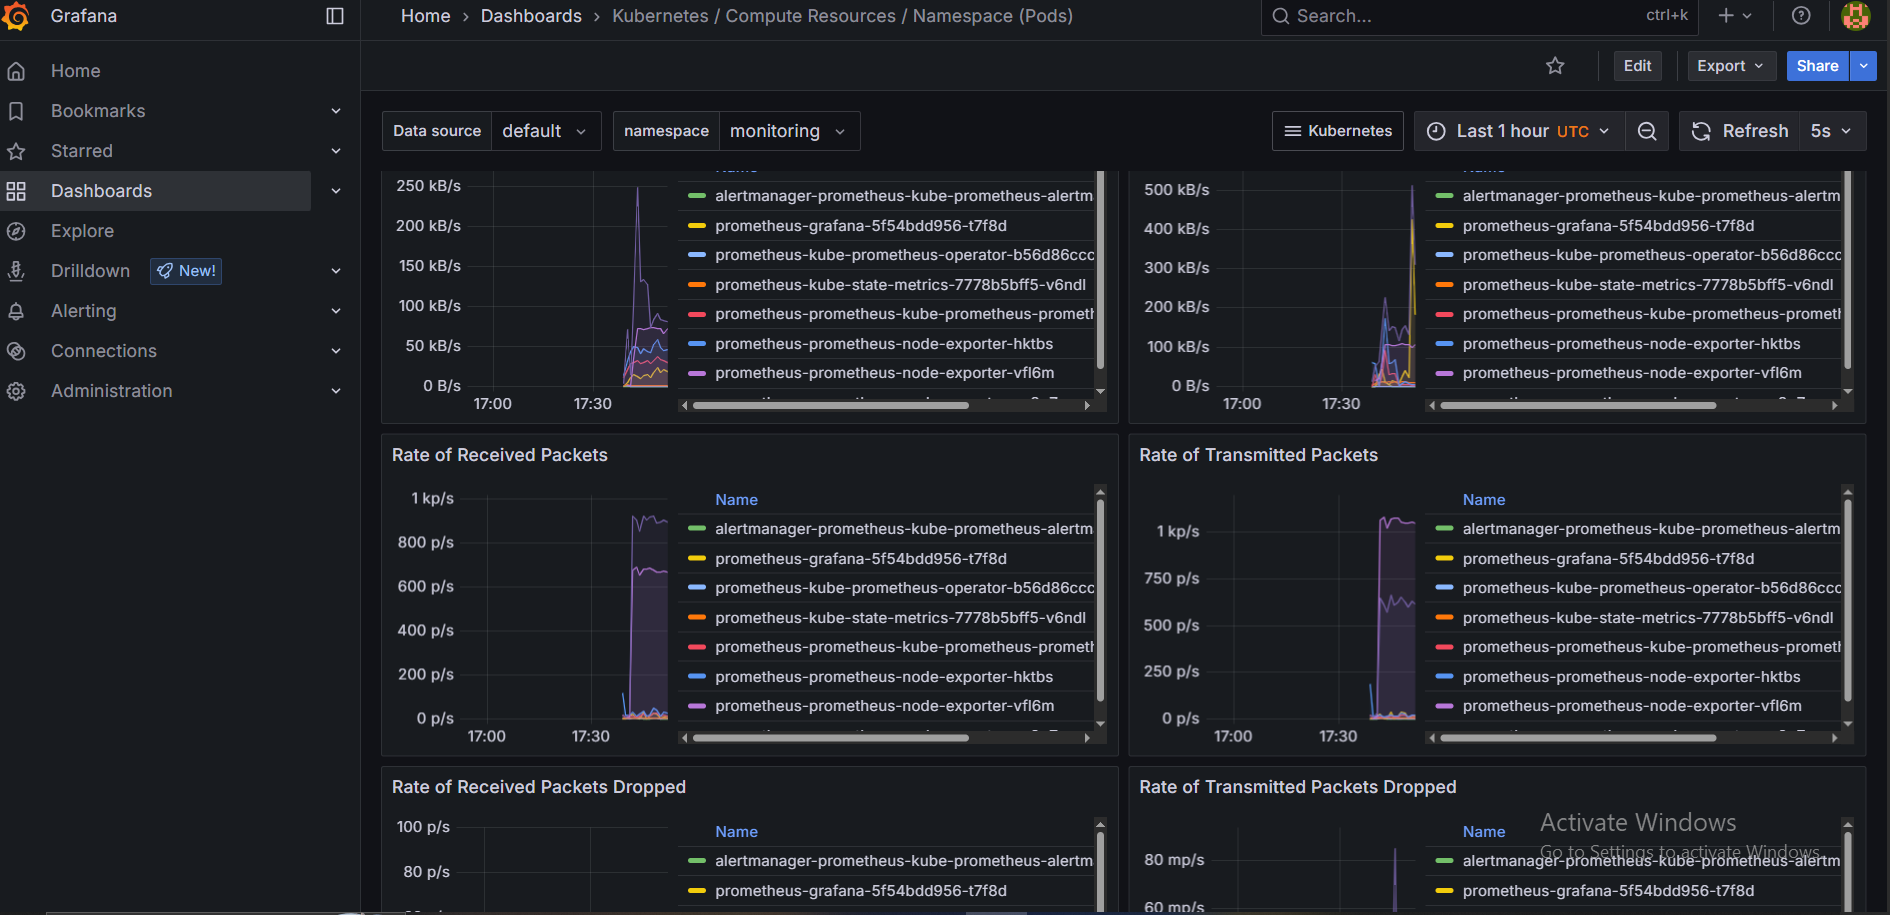 Grafana
Home › Dashboards › Kubernetes / Compute Resources / Namespace (Pods)
Search... ctrl+k
Home
Bookmarks
Starred
Dashboards
Explore
Drilldown New!
Alerting
Connections
Administration
Edit Export Share
Data source default namespace monitoring Kubernetes Last 1 hour UTC Refresh 5s
250 kB/s
200 kB/s
150 kB/s
100 kB/s
50 kB/s
0 B/s
17:00 17:30
alertmanager-prometheus-kube-prometheus-alertm
prometheus-grafana-5f54bdd956-t7f8d
prometheus-kube-prometheus-operator-b56d86ccc
prometheus-kube-state-metrics-7778b5bff5-v6ndl
prometheus-prometheus-kube-prometheus-prometh
prometheus-prometheus-node-exporter-hktbs
prometheus-prometheus-node-exporter-vfl6m
500 kB/s
400 kB/s
300 kB/s
200 kB/s
100 kB/s
0 B/s
17:00 17:30
alertmanager-prometheus-kube-prometheus-alertm
prometheus-grafana-5f54bdd956-t7f8d
prometheus-kube-prometheus-operator-b56d86ccc
prometheus-kube-state-metrics-7778b5bff5-v6ndl
prometheus-prometheus-kube-prometheus-prometh
prometheus-prometheus-node-exporter-hktbs
prometheus-prometheus-node-exporter-vfl6m
Rate of Received Packets
1 kp/s
800 p/s
600 p/s
400 p/s
200 p/s
0 p/s
17:00 17:30
Name
alertmanager-prometheus-kube-prometheus-alertm
prometheus-grafana-5f54bdd956-t7f8d
prometheus-kube-prometheus-operator-b56d86ccc
prometheus-kube-state-metrics-7778b5bff5-v6ndl
prometheus-prometheus-kube-prometheus-prometh
prometheus-prometheus-node-exporter-hktbs
prometheus-prometheus-node-exporter-vfl6m
Rate of Transmitted Packets
1 kp/s
750 p/s
500 p/s
250 p/s
0 p/s
17:00 17:30
Name
alertmanager-prometheus-kube-prometheus-alertm
prometheus-grafana-5f54bdd956-t7f8d
prometheus-kube-prometheus-operator-b56d86ccc
prometheus-kube-state-metrics-7778b5bff5-v6ndl
prometheus-prometheus-kube-prometheus-prometh
prometheus-prometheus-node-exporter-hktbs
prometheus-prometheus-node-exporter-vfl6m
Rate of Received Packets Dropped
100 p/s
80 p/s
Name
alertmanager-prometheus-kube-prometheus-alertm
prometheus-grafana-5f54bdd956-t7f8d
Rate of Transmitted Packets Dropped
80 mp/s
60 mp/s
Name
alertmanager-prometheus-kube-prometheus-alertm
prometheus-grafana-5f54bdd956-t7f8d
Activate Windows
Go to Settings to activate Windows.